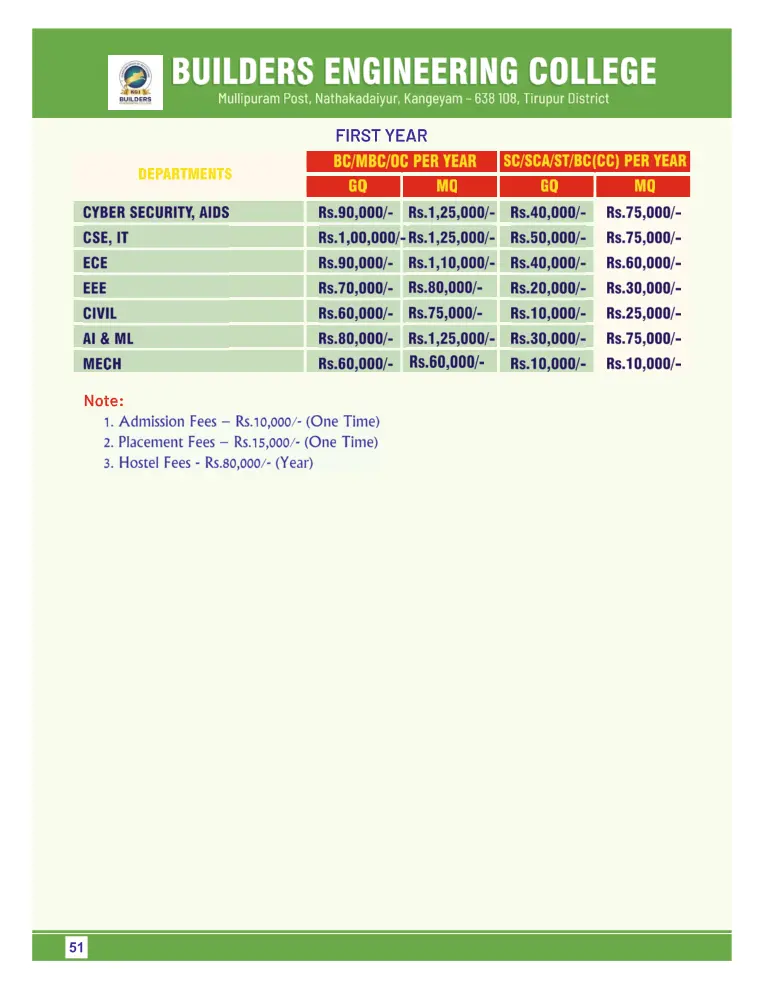 BUILDERS ENGINEERING COLLEGE
BUILDERS
Mullipuram Post, Nathakadaiyur, Kangeyam - 638 108, Tirupur District
FIRST YEAR
DEPARTMENTS BC/MBC/OC PER YEAR SC/SCA/ST/BC(CC) PER YEAR
GQ MQ GQ MQ
CYBER SECURITY, AIDS Rs.90,000/- Rs.1,25,000/- Rs.40,000/- Rs.75,000/-
CSE, IT Rs.1,00,000/- Rs.1,25,000/- Rs.50,000/- Rs.75,000/-
ECE Rs.90,000/- Rs.1,10,000/- Rs.40,000/- Rs.60,000/-
EEE Rs.70,000/- Rs.80,000/- Rs.20,000/- Rs.30,000/-
CIVIL Rs.60,000/- Rs.75,000/- Rs.10,000/- Rs.25,000/-
AI & ML Rs.80,000/- Rs.1,25,000/- Rs.30,000/- Rs.75,000/-
MECH Rs.60,000/- Rs.60,000/- Rs.10,000/- Rs.10,000/-
Note:
1. Admission Fees – Rs.10,000/- (One Time)
2. Placement Fees – Rs.15,000/- (One Time)
3. Hostel Fees - Rs.80,000/- (Year)
51